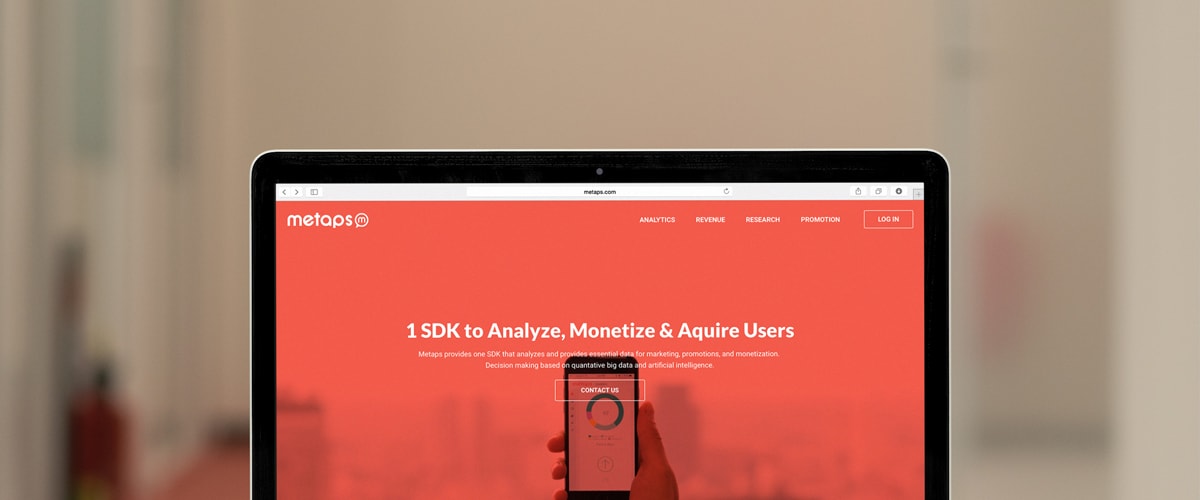 metaps.com
metaps m
ANALYTICS REVENUE RESEARCH PROMOTION LOG IN
1 SDK to Analyze, Monetize & Aquire Users
Metaps provides one SDK that analyzes and provides essential data for marketing, promotions, and monetization.
Decision making based on quantative big data and artificial intelligence.
CONTACT US